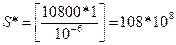 S* = [10800*1 / 10^-6] = 108*10^8